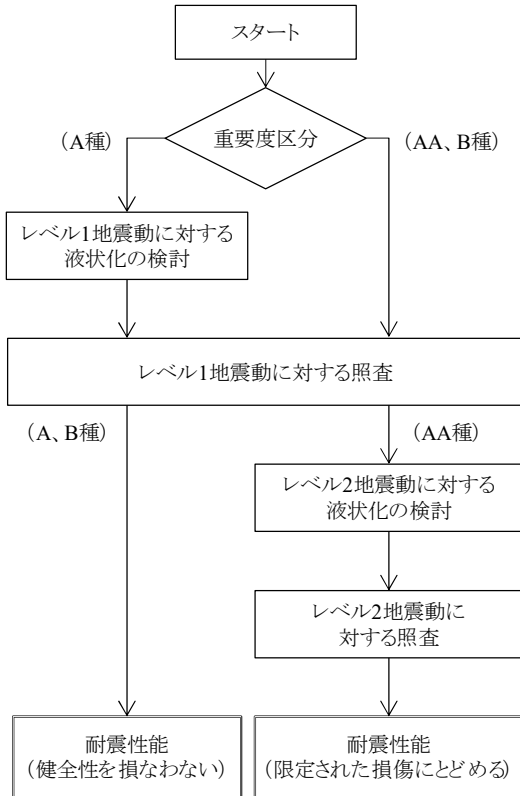 スタート
重要度区分
（A種）
（AA、B種）
レベル1地震動に対する
液状化の検討
レベル1地震動に対する照査
（A、B種）
（AA種）
レベル2地震動に対する
液状化の検討
レベル2地震動に
対する照査
耐震性能
（健全性を損なわない）
耐震性能
（限定された損傷にとどめる）